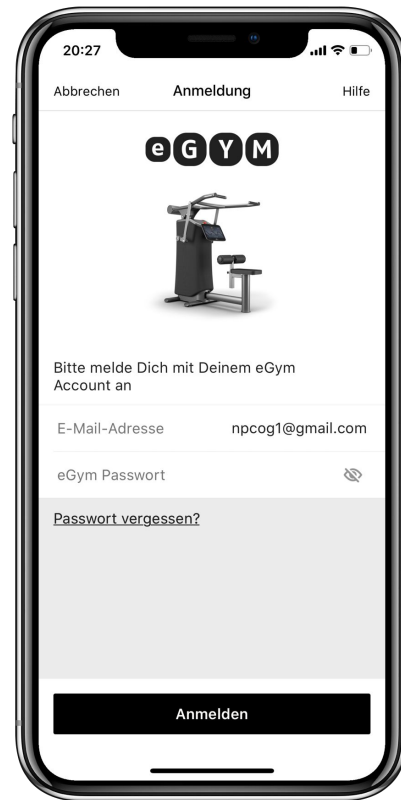 20:27
Abbrechen Anmeldung Hilfe
eGYM
Bitte melde Dich mit Deinem eGym
Account an
E-Mail-Adresse npcog1@gmail.com
eGym Passwort
Passwort vergessen?
Anmelden